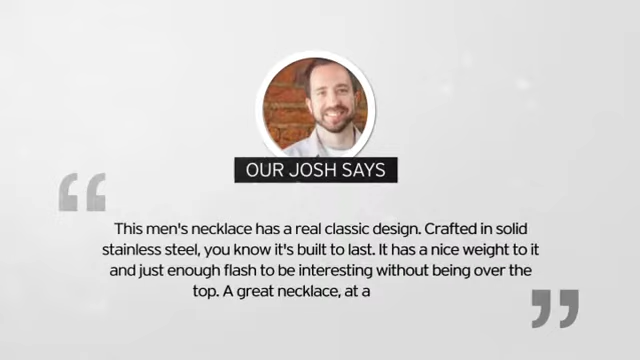 OUR JOSH SAYS
This men's necklace has a real classic design. Crafted in solid
stainless steel, you know it's built to last. It has a nice weight to it
and just enough flash to be interesting without being over the
top. A great necklace, at a